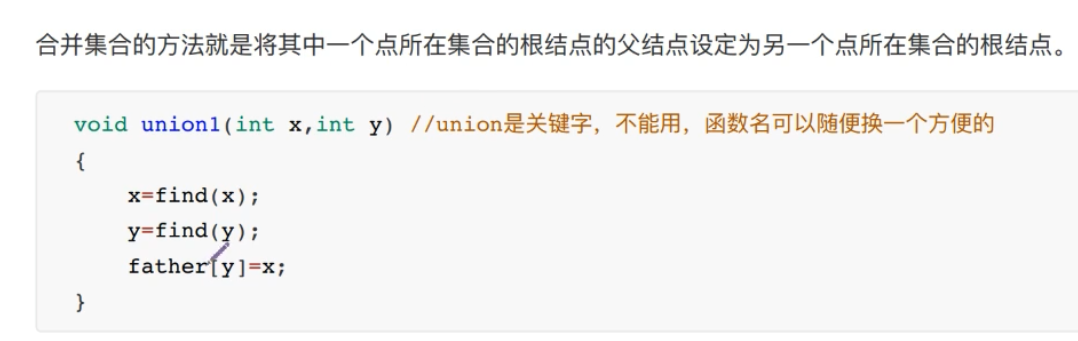 合并集合的方法就是将其中一个点所在集合的根结点的父结点设定为另一个点所在集合的根结点。
void union1(int x,int y) //union是关键字，不能用，函数名可以随便换一个方便的
{
    x=find(x);
    y=find(y);
    father[y]=x;
}